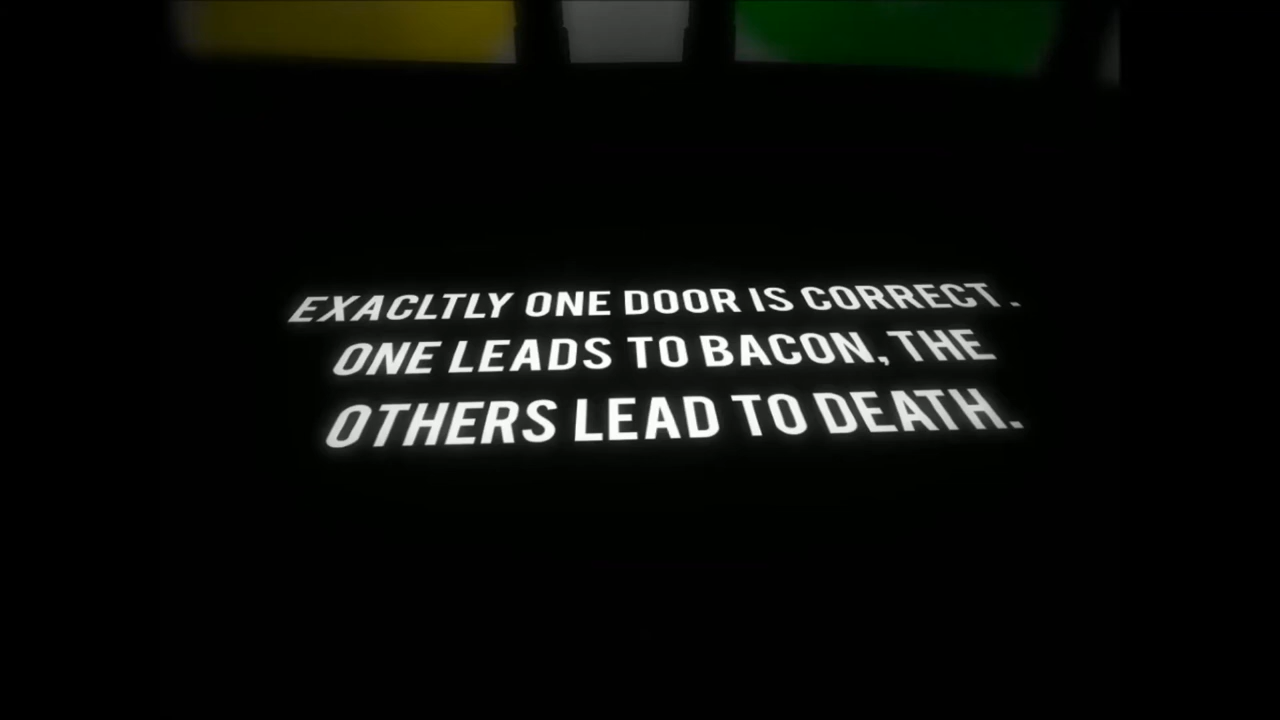 EXACLTLY ONE DOOR IS CORRECT.
ONE LEADS TO BACON, THE
OTHERS LEAD TO DEATH.